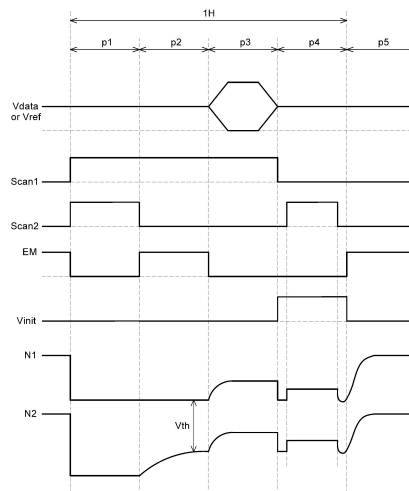 1H
p1 p2 p3 p4 p5
Vdata
or Vref
Scan1
Scan2
EM
Vinit
N1
Vth
N2